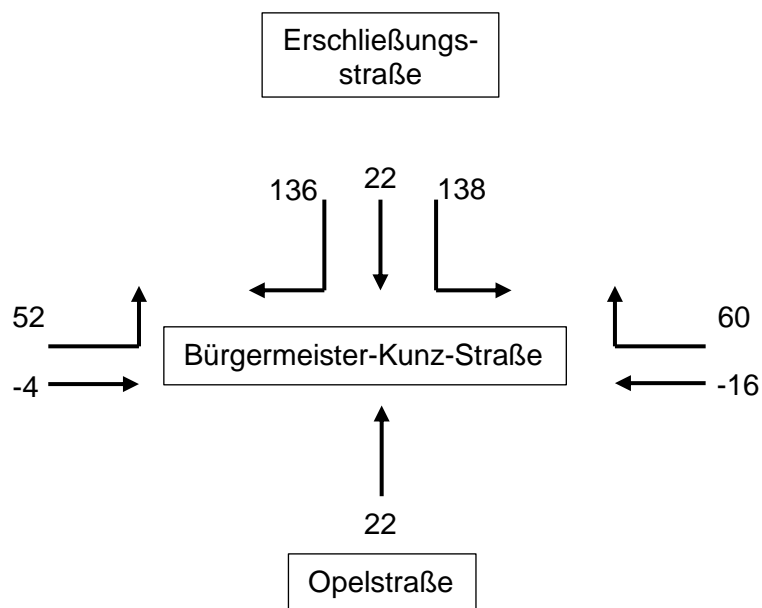 Erschließungs-
straße
136 22 138
52 60
Bürgermeister-Kunz-Straße
-4 -16
22
Opelstraße